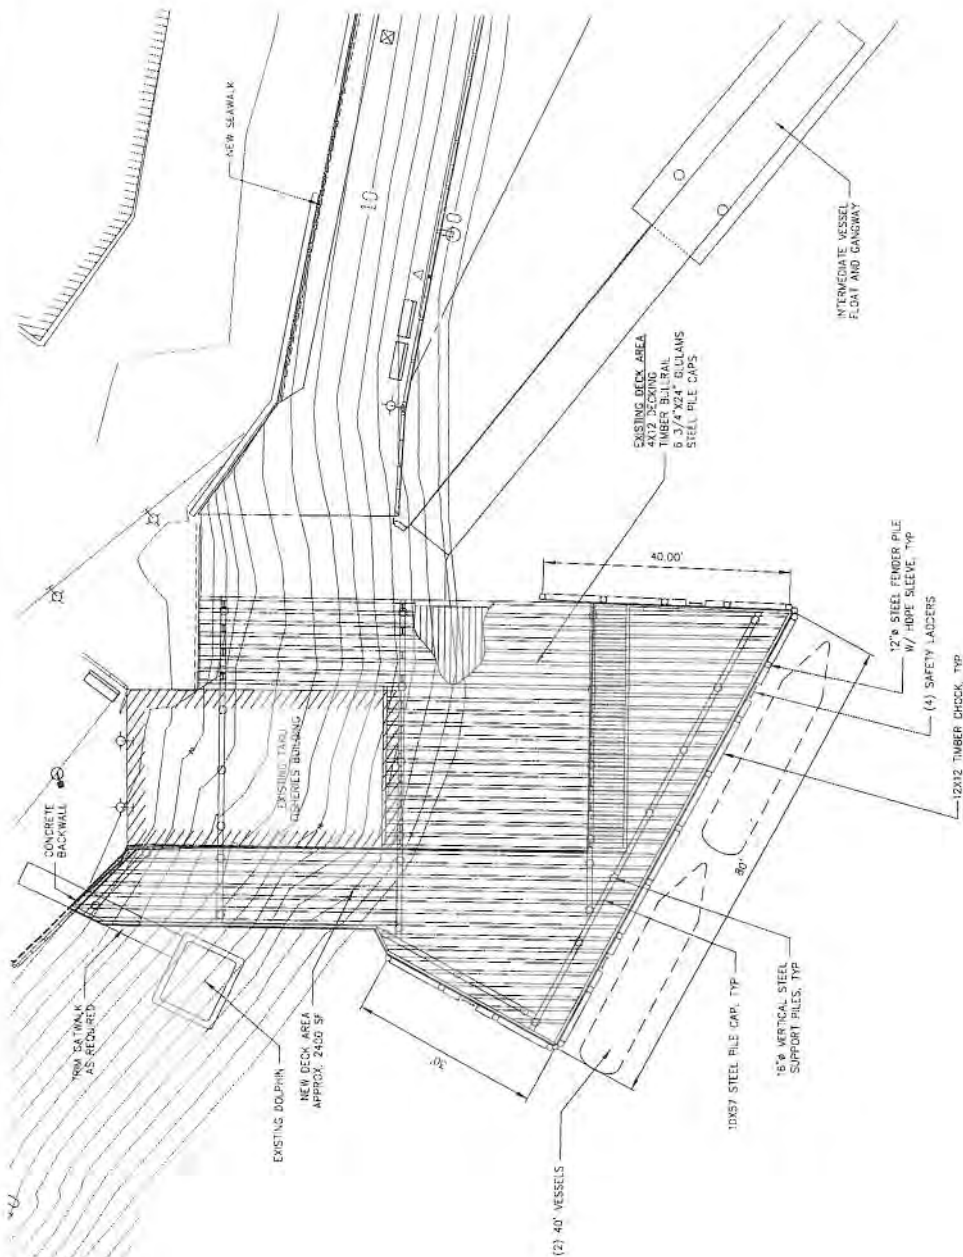 NEW SEAWALK
10
0
INTERMEDIATE VESSEL
FLOAT AND GANGWAY
EXISTING DECK AREA
4X12 DECKING
TIMBER BULLRAIL
6 3/4"X24" GLULAMS
STEEL PILE CAPS
40.00'
12"ø STEEL FENDER PILE
W/ HDPE SLEEVE, TYP
(4) SAFETY LADDERS
12X12 TIMBER CHOCK, TYP
CONCRETE
BACKWALL
EXISTING TAKU
FISHERIES BUILDING
80'
16"ø VERTICAL STEEL
SUPPORT PILES, TYP
10X57 STEEL PILE CAP, TYP
TRIM CATWALK
AS REQUIRED
EXISTING DOLPHIN
NEW DECK AREA
APPROX. 2400 SF
30'
(2) 40' VESSELS